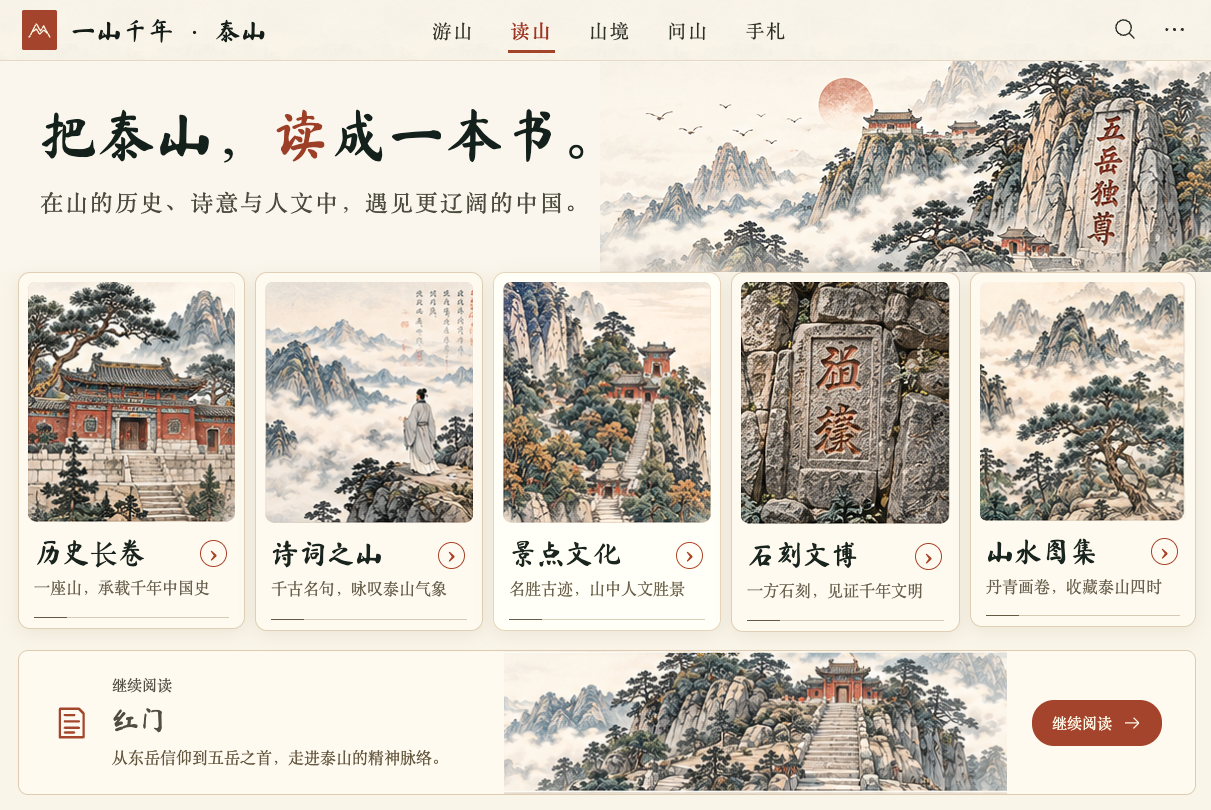 一山千年 · 泰山
游山
读山
山境
问山
手札
把泰山，读成一本书。
在山的历史、诗意与人文中，遇见更辽阔的中国。
五岳独尊
历史长卷
一座山，承载千年中国史
诗词之山
千古名句，咏叹泰山气象
景点文化
名胜古迹，山中人文胜景
石刻文博
一方石刻，见证千年文明
山水图集
丹青画卷，收藏泰山四时
继续阅读
红门
从东岳信仰到五岳之首，走进泰山的精神脉络。
继续阅读